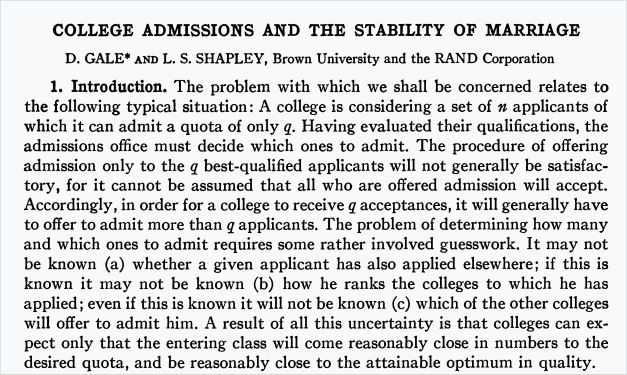 COLLEGE ADMISSIONS AND THE STABILITY OF MARRIAGE
D. GALE* AND L. S. SHAPLEY, Brown University and the RAND Corporation
1. Introduction. The problem with which we shall be concerned relates to
the following typical situation: A college is considering a set of n applicants of
which it can admit a quota of only q. Having evaluated their qualifications, the
admissions office must decide which ones to admit. The procedure of offering
admission only to the q best-qualified applicants will not generally be satisfac-
tory, for it cannot be assumed that all who are offered admission will accept.
Accordingly, in order for a college to receive q acceptances, it will generally have
to offer to admit more than q applicants. The problem of determining how many
and which ones to admit requires some rather involved guesswork. It may not
be known (a) whether a given applicant has also applied elsewhere; if this is
known it may not be known (b) how he ranks the colleges to which he has
applied; even if this is known it will not be known (c) which of the other colleges
will offer to admit him. A result of all this uncertainty is that colleges can ex-
pect only that the entering class will come reasonably close in numbers to the
desired quota, and be reasonably close to the attainable optimum in quality.